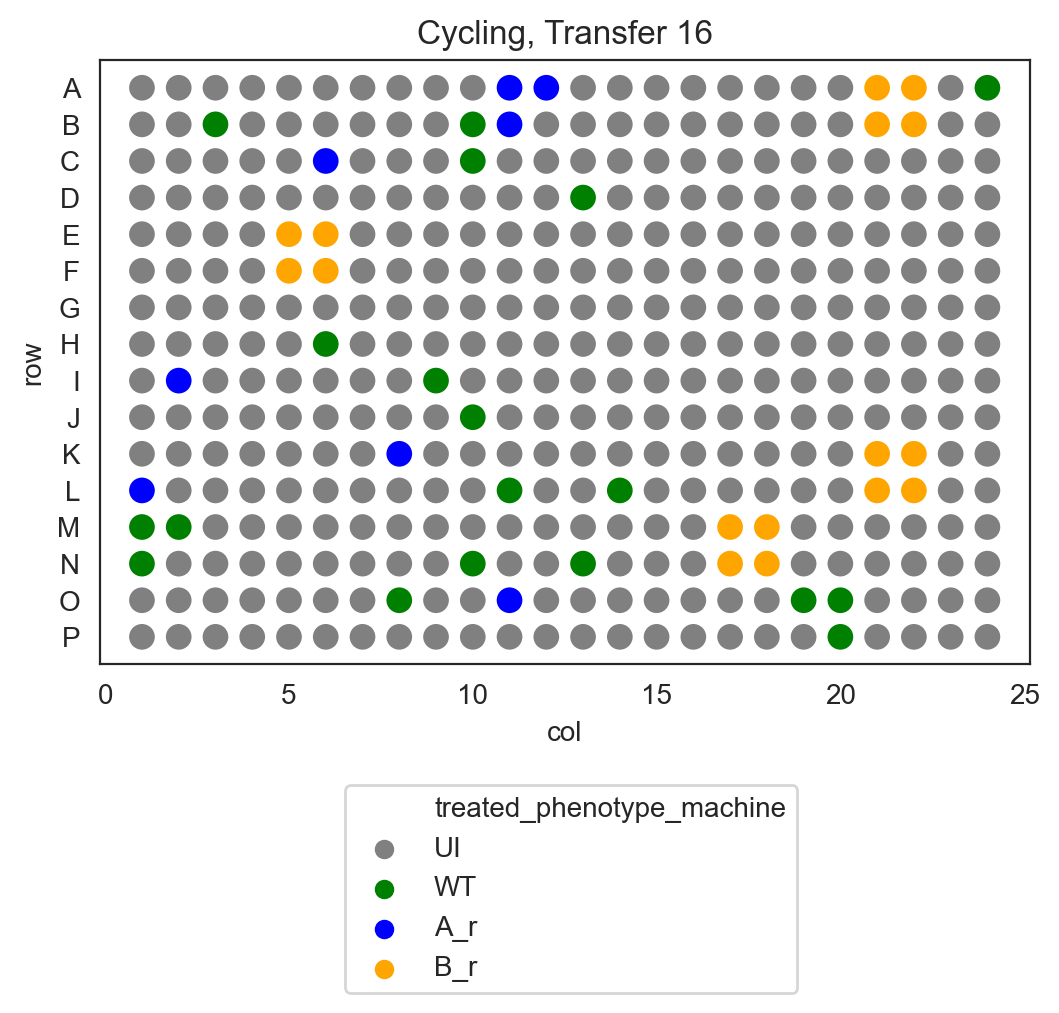 Cycling, Transfer 16
row
A
B
C
D
E
F
G
H
I
J
K
L
M
N
O
P
0 5 10 15 20 25
col
treated_phenotype_machine
UI
WT
A_r
B_r